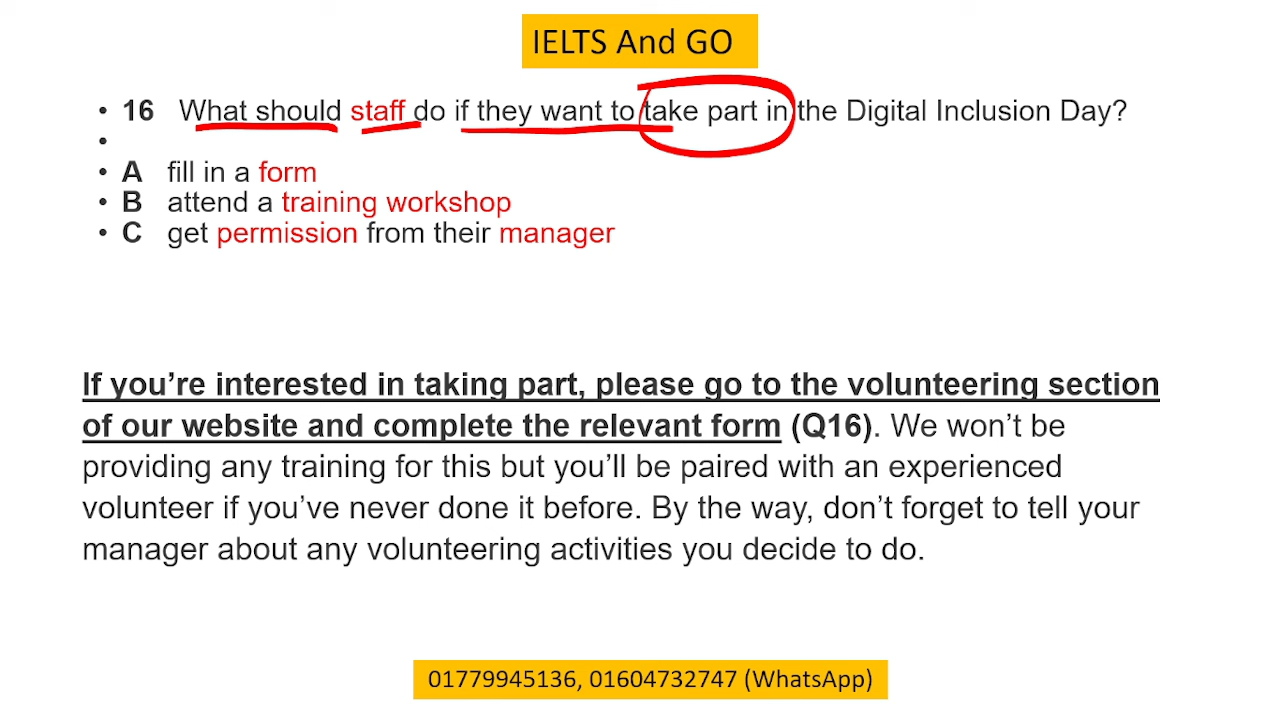 IELTS And GO
• 16 What should staff do if they want to take part in the Digital Inclusion Day?
•
• A fill in a form
• B attend a training workshop
• C get permission from their manager
If you’re interested in taking part, please go to the volunteering section
of our website and complete the relevant form (Q16). We won’t be
providing any training for this but you’ll be paired with an experienced
volunteer if you’ve never done it before. By the way, don’t forget to tell your
manager about any volunteering activities you decide to do.
01779945136, 01604732747 (WhatsApp)